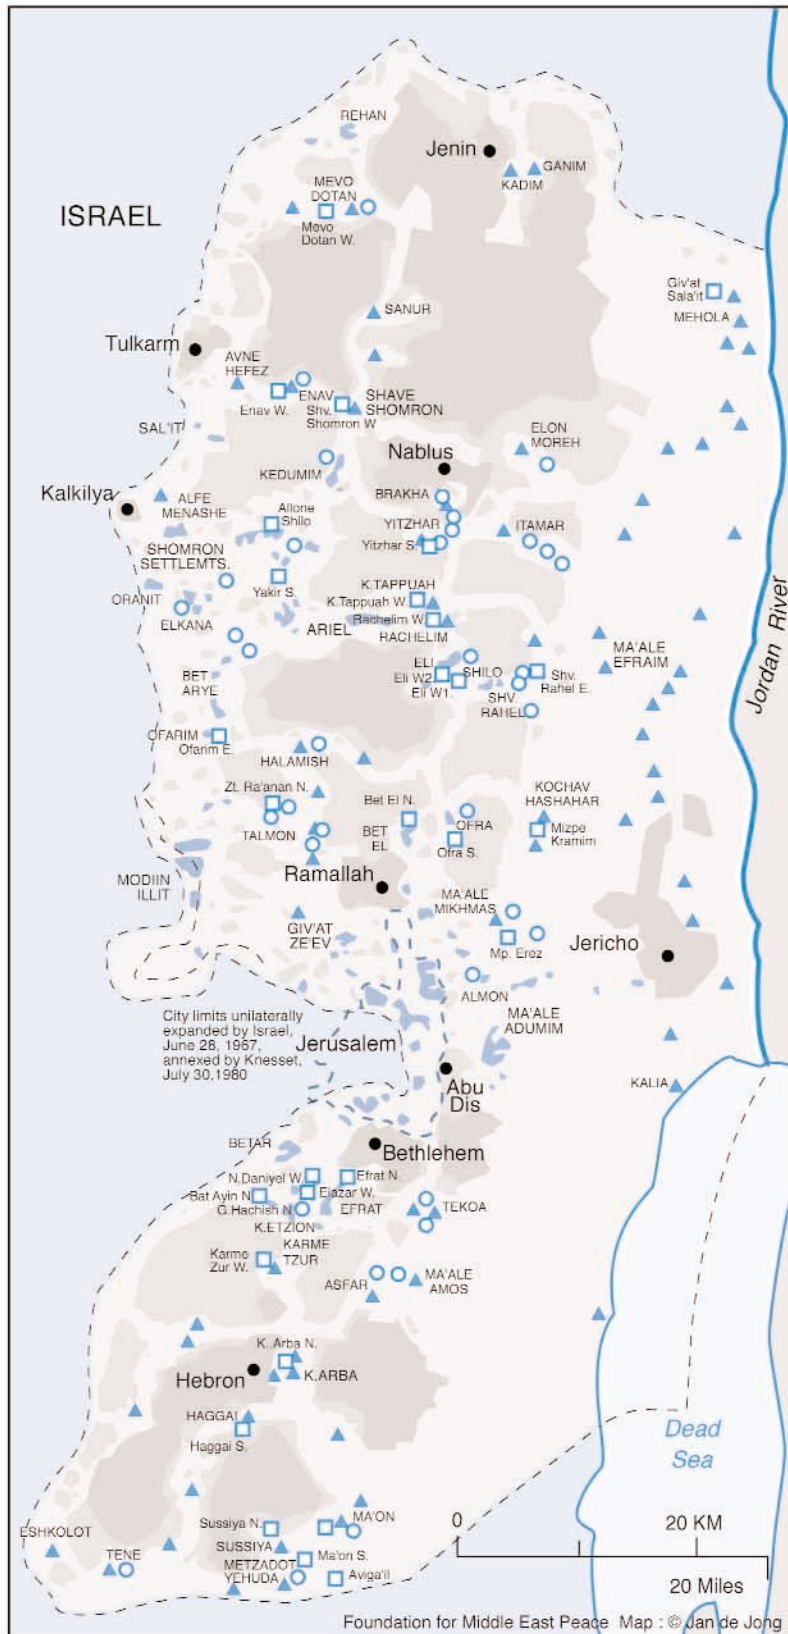 REHAN
Jenin
GANIM
KADIM
MEVO
DOTAN
Mevo
Dotan W.
ISRAEL
Giv'at
Sala'it
MEHOLA
SANUR
Tulkarm
AVNE
HEFEZ
ENAV
Enav W.
Shv.
Shomron W
SHAVE
SHOMRON
SAL'IT
ELON
MOREH
Nablus
KEDUMIM
Kalkilya
ALFE
MENASHE
BRAKHA
Allone
Shilo
YITZHAR
Yitzhar S.
ITAMAR
SHOMRON
SETTLEMTS.
Yakir S.
K.TAPPUAH
K.Tappuah W.
ORANIT
ELKANA
ARIEL
Rachelim W.
RACHELIM
MA'ALE
EFRAIM
Jordan River
BET
ARYE
ELI
Eli W2.
Eli W1.
SHILO
Shv.
Rahel E.
SHV.
RAHEL
OFARIM
Ofarim E.
HALAMISH
Zt. Ra'anan N.
Bet El N.
KOCHAV
HASHAHAR
TALMON
BET
EL
OFRA
Ofra S.
Mizpe
Kramim
MODIIN
ILLIT
Ramallah
MA'ALE
MIKHMAS
GIV'AT
ZE'EV
Mp. Erez
Jericho
ALMON
City limits unilaterally
expanded by Israel,
June 28, 1967,
annexed by Knesset,
July 30,1980
Jerusalem
MA'ALE
ADUMIM
Abu
Dis
KALIA
BETAR
Bethlehem
N.Daniyel W.
Efrat N.
Bat Ayin N
Elazar W.
G.Hachish N
EFRAT
TEKOA
K.ETZION
Karme
Zur W.
KARME
TZUR
ASFAR
MA'ALE
AMOS
K..Arba N.
Hebron
K.ARBA
HAGGAI
Haggai S.
Dead
Sea
ESHKOLOT
Sussiya N.
MA'ON
0
20 KM
TENE
SUSSIYA
Ma'on S.
METZADOT
YEHUDA
Aviga'il
20 Miles
Foundation for Middle East Peace Map : © Jan de Jong